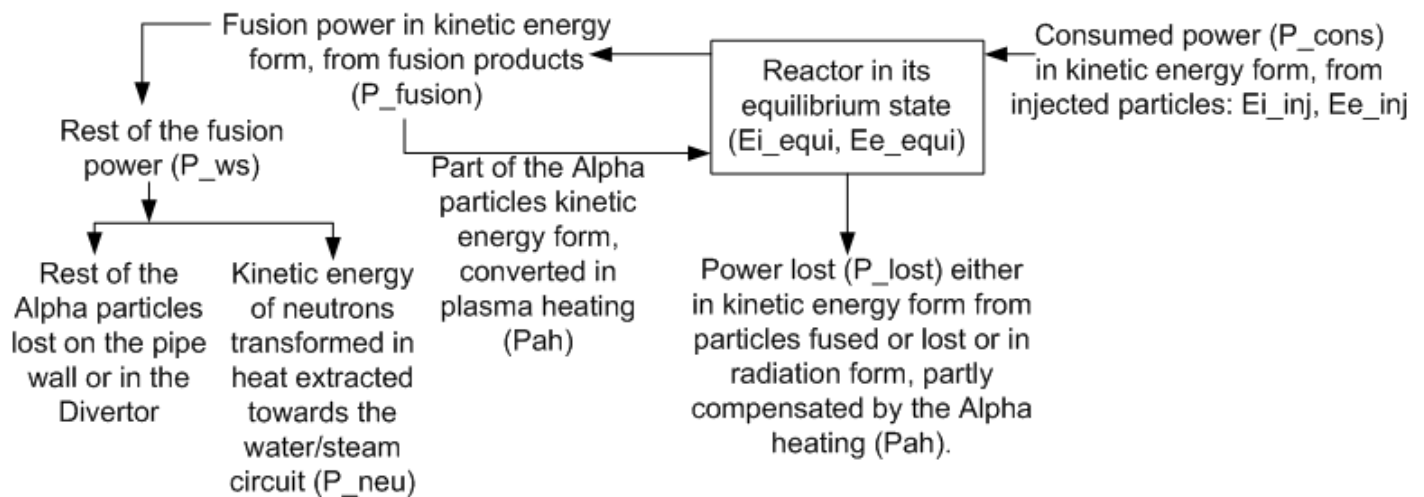 Fusion power in kinetic energy
form, from fusion products
(P_fusion)
Reactor in its
equilibrium state
(Ei_equi, Ee_equi)
Consumed power (P_cons)
in kinetic energy form, from
injected particles: Ei_inj, Ee_inj
Rest of the fusion
power (P_ws)
Part of the Alpha
particles kinetic
energy form,
converted in
plasma heating
(Pah)
Rest of the
Alpha particles
lost on the pipe
wall or in the
Divertor
Kinetic energy
of neutrons
transformed in
heat extracted
towards the
water/steam
circuit (P_neu)
Power lost (P_lost) either
in kinetic energy form from
particles fused or lost or in
radiation form, partly
compensated by the Alpha
heating (Pah).